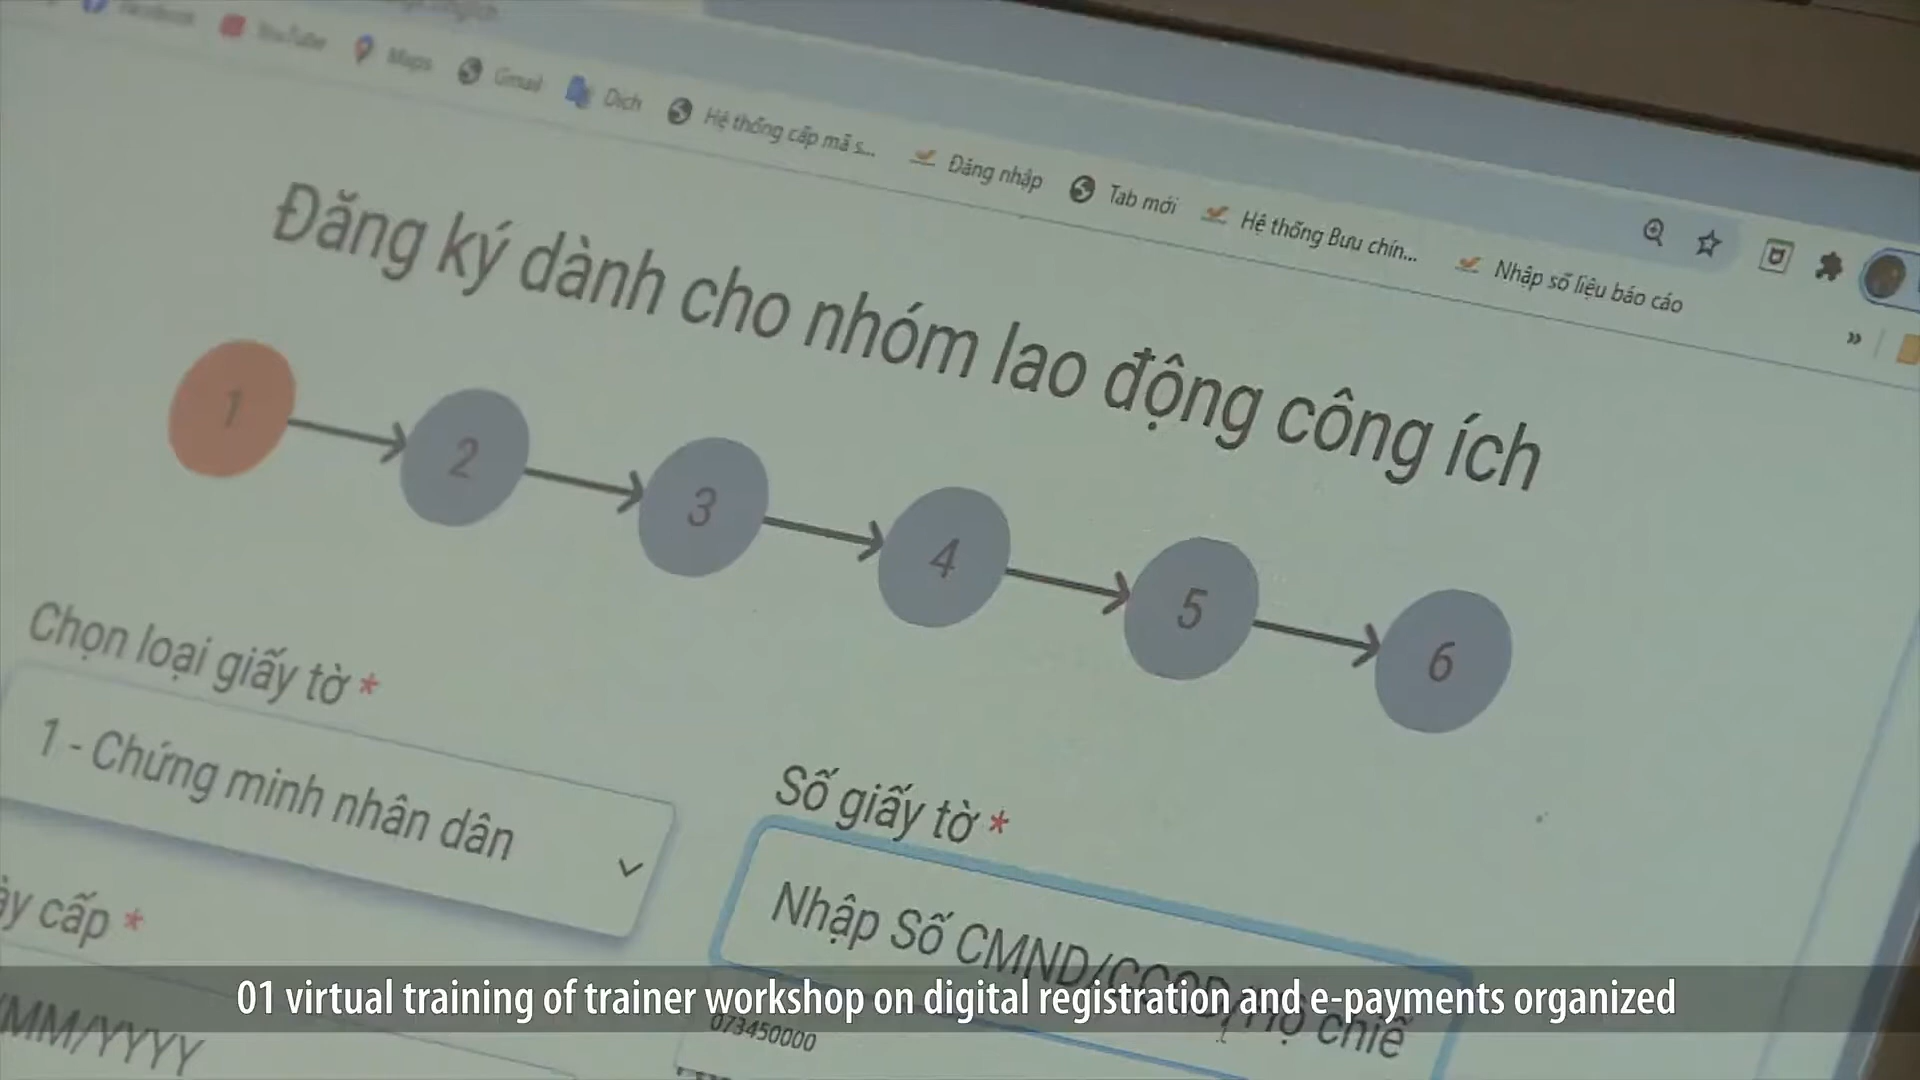 Facebook
YouTube
Maps
Gmail
Dịch
Hệ thống cấp mã s...
Đăng nhập
Tab mới
Hệ thống Bưu chín...
Nhập số liệu báo cáo
»
Đăng ký dành cho nhóm lao động công ích
1
2
3
4
5
6
Chọn loại giấy tờ *
1 - Chứng minh nhân dân
Số giấy tờ *
Nhập Số CMND/CCCD/Hộ chiế
ày cấp *
/MM/YYYY
073450000
01 virtual training of trainer workshop on digital registration and e-payments organized